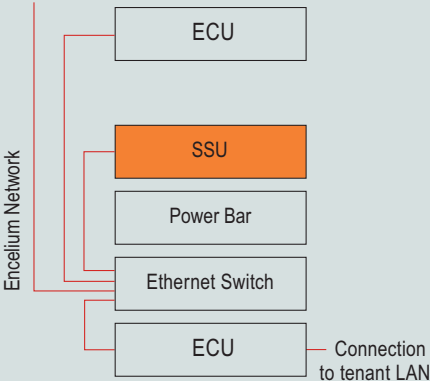 ECU
SSU
Encelium Network
Power Bar
Ethernet Switch
ECU
Connection
to tenant LAN